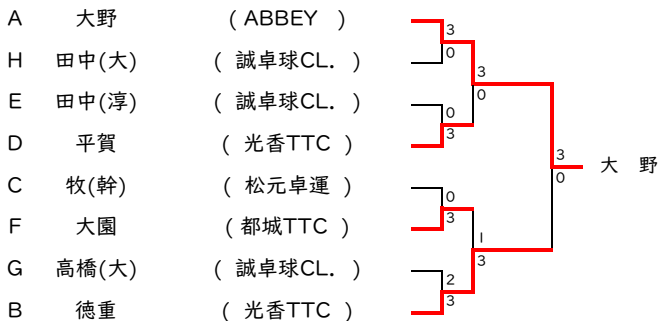 A 大野 ( ABBEY )
3
H 田中(大) ( 誠卓球CL. )
0
3
E 田中(淳) ( 誠卓球CL. )
0
0
D 平賀 ( 光香TTC )
3
3
大 野
0
C 牧(幹) ( 松元卓運 )
0
F 大園 ( 都城TTC )
3
1
G 高橋(大) ( 誠卓球CL. )
3
2
B 徳重 ( 光香TTC )
3